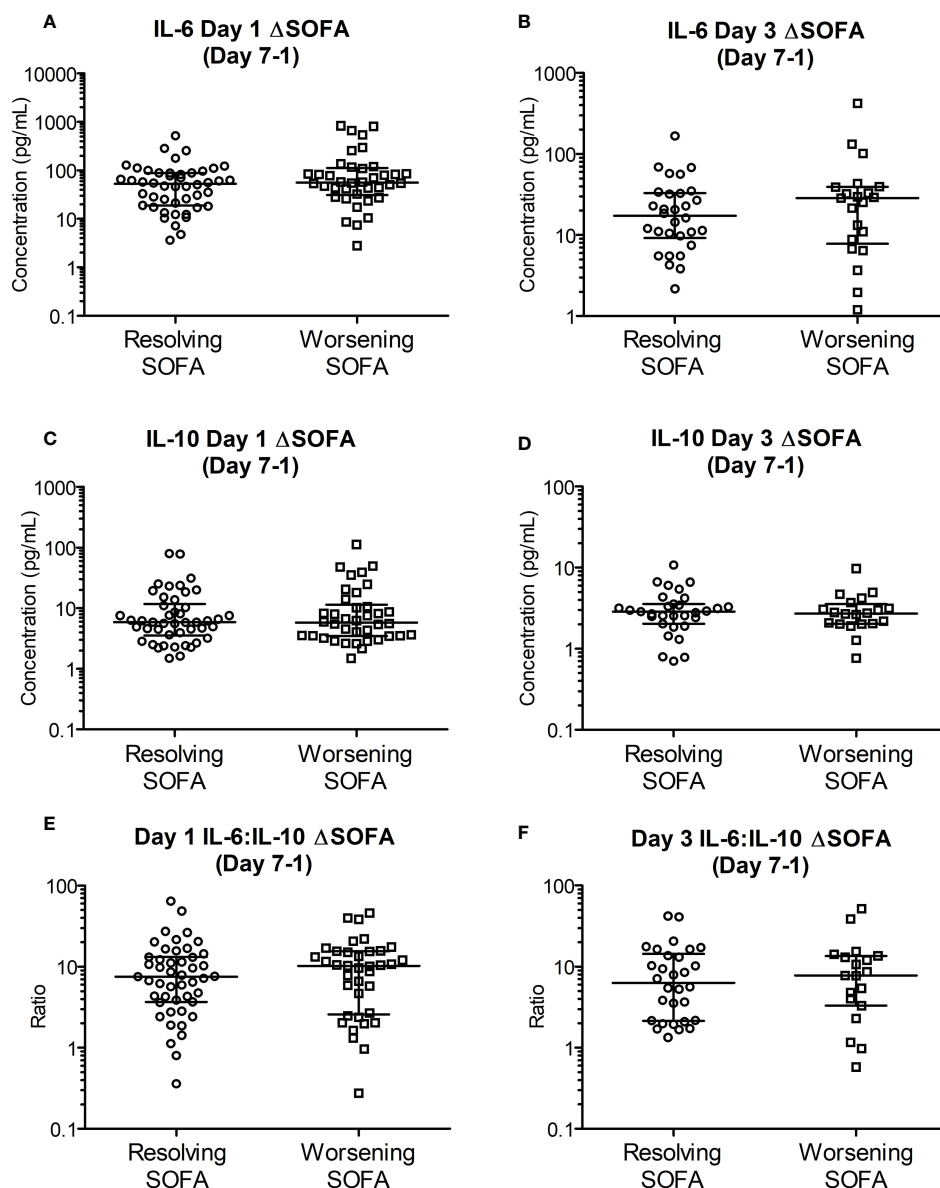 A
IL-6 Day 1 ΔSOFA
(Day 7-1)
Concentration (pg/mL)
10000
1000
100
10
1
0.1
Resolving
SOFA
Worsening
SOFA
B
IL-6 Day 3 ΔSOFA
(Day 7-1)
Concentration (pg/mL)
1000
100
10
1
Resolving
SOFA
Worsening
SOFA
C
IL-10 Day 1 ΔSOFA
(Day 7-1)
Concentration (pg/mL)
1000
100
10
1
0.1
Resolving
SOFA
Worsening
SOFA
D
IL-10 Day 3 ΔSOFA
(Day 7-1)
Concentration (pg/mL)
100
10
1
0.1
Resolving
SOFA
Worsening
SOFA
E
Day 1 IL-6:IL-10 ΔSOFA
(Day 7-1)
Ratio
100
10
1
0.1
Resolving
SOFA
Worsening
SOFA
F
Day 3 IL-6:IL-10 ΔSOFA
(Day 7-1)
Ratio
100
10
1
0.1
Resolving
SOFA
Worsening
SOFA